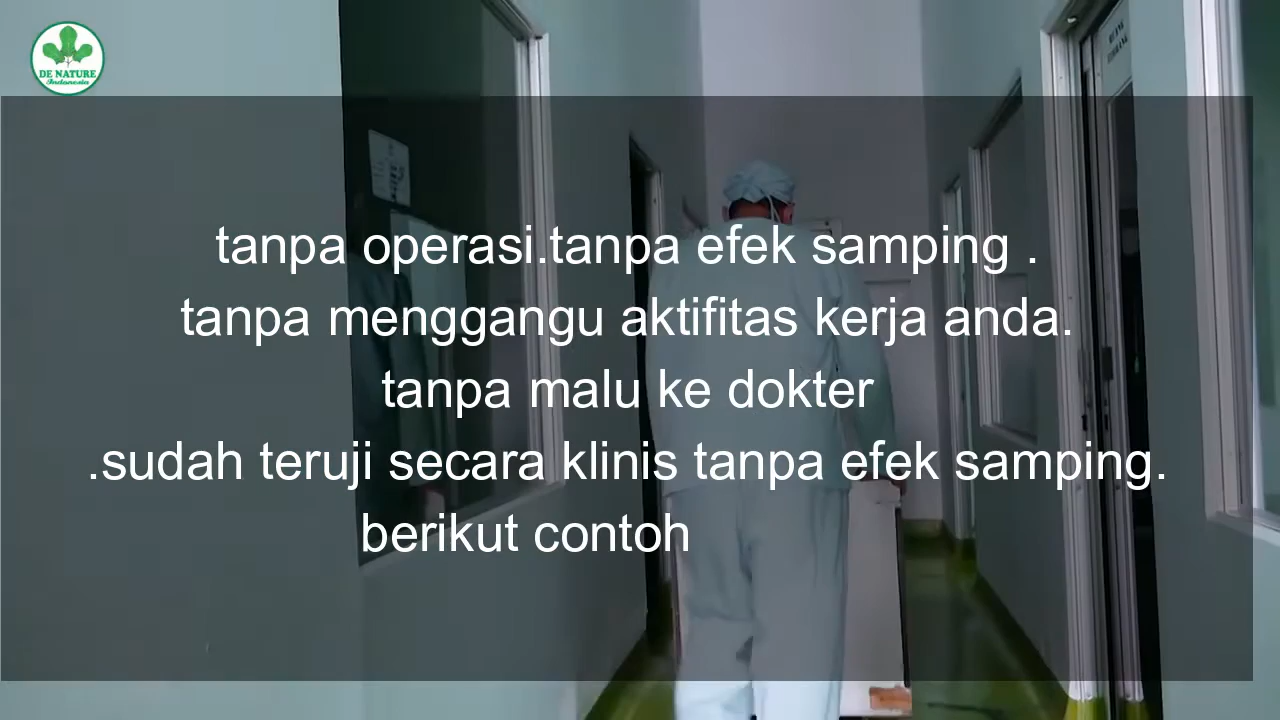 DE NATURE
Indonesia
tanpa operasi.tanpa efek samping .
tanpa menggangu aktifitas kerja anda.
tanpa malu ke dokter
.sudah teruji secara klinis tanpa efek samping.
berikut contoh